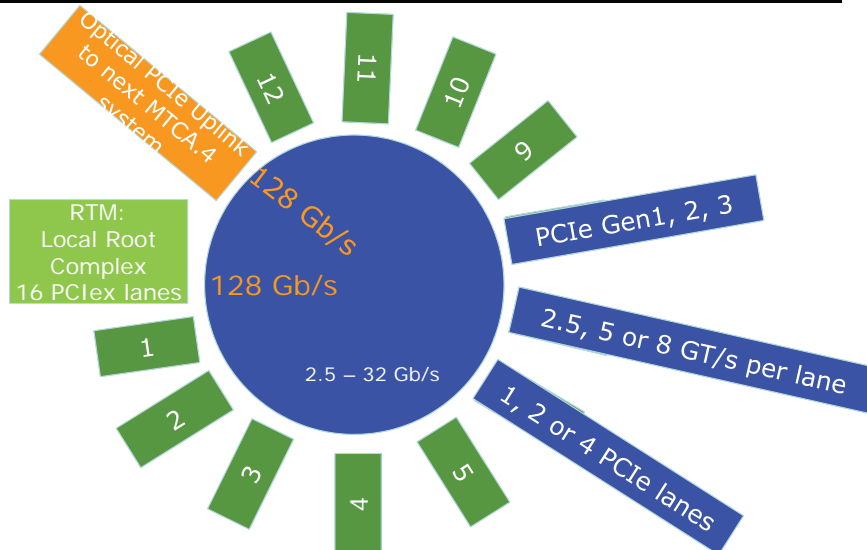 Optical PCIe Uplink
to next MTCA.4
system
12
11
10
9
128 Gb/s
PCIe Gen1, 2, 3
RTM:
Local Root
Complex
16 PCIex lanes
128 Gb/s
2.5, 5 or 8 GT/s per lane
1
2.5 – 32 Gb/s
1, 2 or 4 PCIe lanes
2
3
4
5